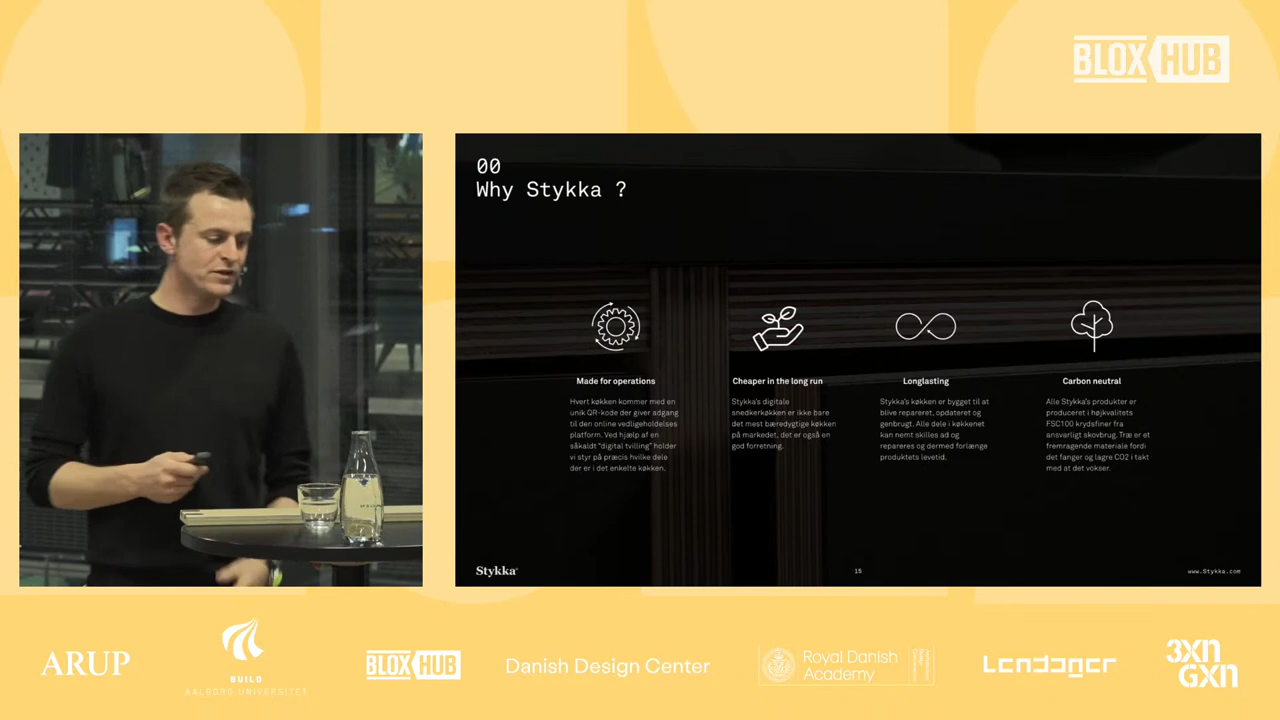 BLOXHUB
00
Why Stykka ?
Made for operations
Hvert køkken kommer med en
unik QR-kode der giver adgang
til den online vedligeholdelses
platform. Ved hjælp af en
såkaldt "digital tvilling" holder
vi styr på præcis hvilke dele
der er i det enkelte køkken.
Cheaper in the long run
Stykka's digitale
snedkerkøkken er ikke bare
det mest bæredygtige køkken
på markedet, det er også en
god forretning.
Longlasting
Stykka's køkken er bygget til at
blive repareret, opdateret og
genbrugt. Alle dele i køkkenet
kan nemt skilles ad og
repareres og dermed forlænge
produktets levetid.
Carbon neutral
Alle Stykka's produkter er
produceret i højkvalitets
FSC100 krydsfiner fra
ansvarligt skovbrug. Træ er et
fremragende materiale fordi
det fanger og lagre CO2 i takt
med at det vokser.
Stykka
15
www.Stykka.com
ARUP
BUILD
AALBORG UNIVERSITET
BLOXHUB
Danish Design Center
Royal Danish
Academy
Lendager
3XN
GXN